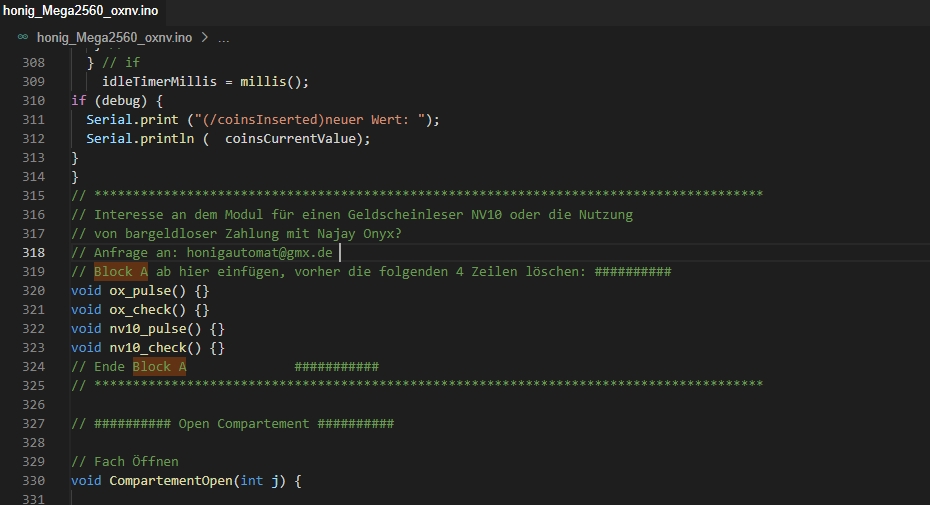 honig_Mega2560_oxnv.ino
honig_Mega2560_oxnv.ino > ...
308 } // if
309 idleTimerMillis = millis();
310 if (debug) {
311 Serial.print ("(/coinsInserted)neuer Wert: ");
312 Serial.println (  coinsCurrentValue);
313 }
314 }
315 // ***************************************************************************************
316 // Interesse an dem Modul für einen Geldscheinleser NV10 oder die Nutzung
317 // von bargeldloser Zahlung mit Najay Onyx?
318 // Anfrage an: honigautomat@gmx.de
319 // Block A ab hier einfügen, vorher die folgenden 4 Zeilen löschen: ##########
320 void ox_pulse() {}
321 void ox_check() {}
322 void nv10_pulse() {}
323 void nv10_check() {}
324 // Ende Block A              ###########
325 // ***************************************************************************************
326
327 // ########## Open Compartement ##########
328
329 // Fach Öffnen
330 void CompartementOpen(int j) {
331